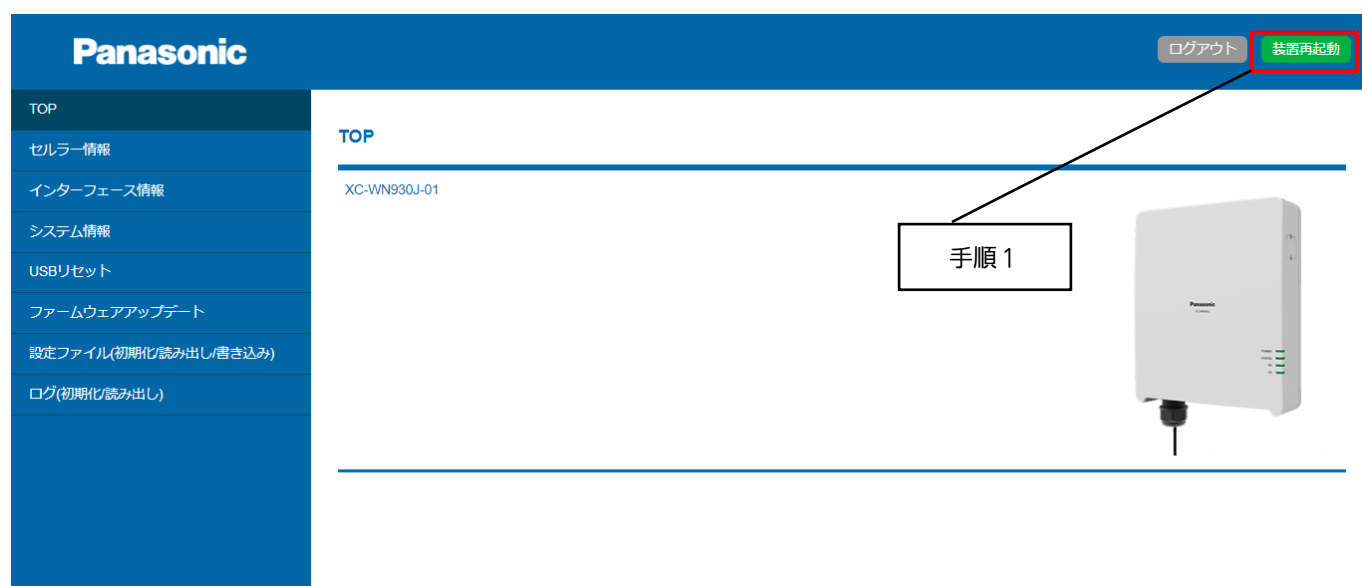 Panasonic
ログアウト
装置再起動
TOP
セルラー情報
インターフェース情報
システム情報
USBリセット
ファームウェアアップデート
設定ファイル(初期化/読み出し/書き込み)
ログ(初期化/読み出し)
TOP
XC-WN930J-01
手順1
Panasonic